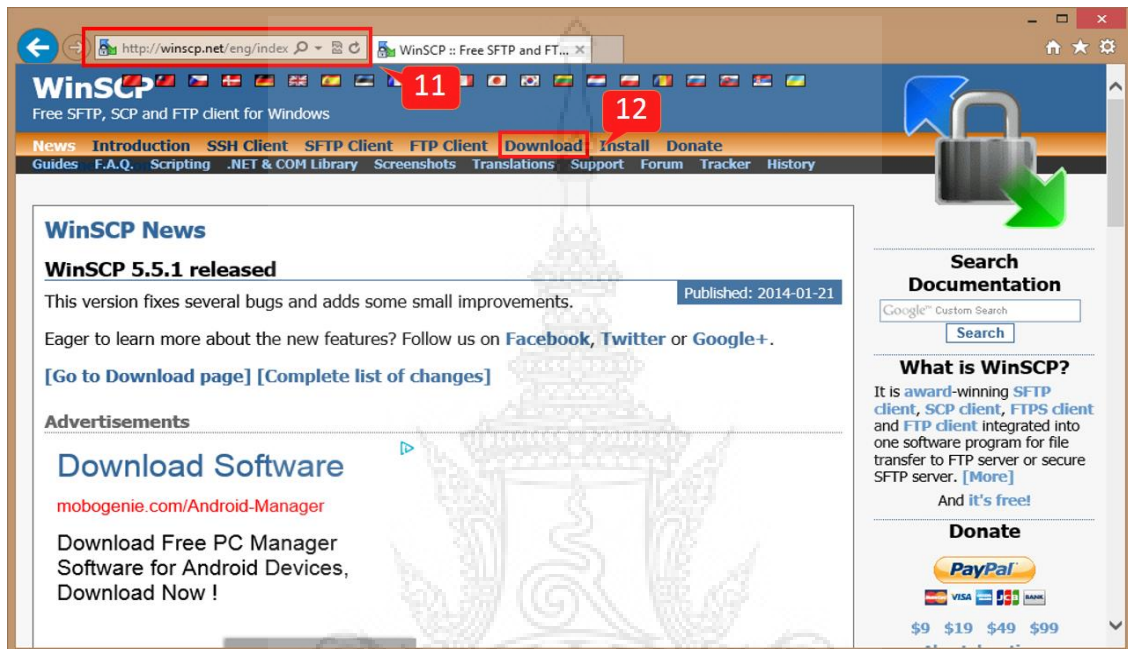 http://winscp.net/eng/index
WinSCP :: Free SFTP and FT...
11
WinSCP
Free SFTP, SCP and FTP client for Windows
12
News Introduction SSH Client SFTP Client FTP Client Download Install Donate
Guides F.A.Q. Scripting .NET & COM Library Screenshots Translations Support Forum Tracker History
WinSCP News
WinSCP 5.5.1 released
Published: 2014-01-21
This version fixes several bugs and adds some small improvements.
Eager to learn more about the new features? Follow us on Facebook, Twitter or Google+.
[Go to Download page] [Complete list of changes]
Advertisements
Download Software
mobogenie.com/Android-Manager
Download Free PC Manager
Software for Android Devices,
Download Now !
Search
Documentation
Google™ Custom Search
Search
What is WinSCP?
It is award-winning SFTP
client, SCP client, FTPS client
and FTP client integrated into
one software program for file
transfer to FTP server or secure
SFTP server. [More]
And it's free!
Donate
PayPal
VISA
BANK
$9 $19 $49 $99